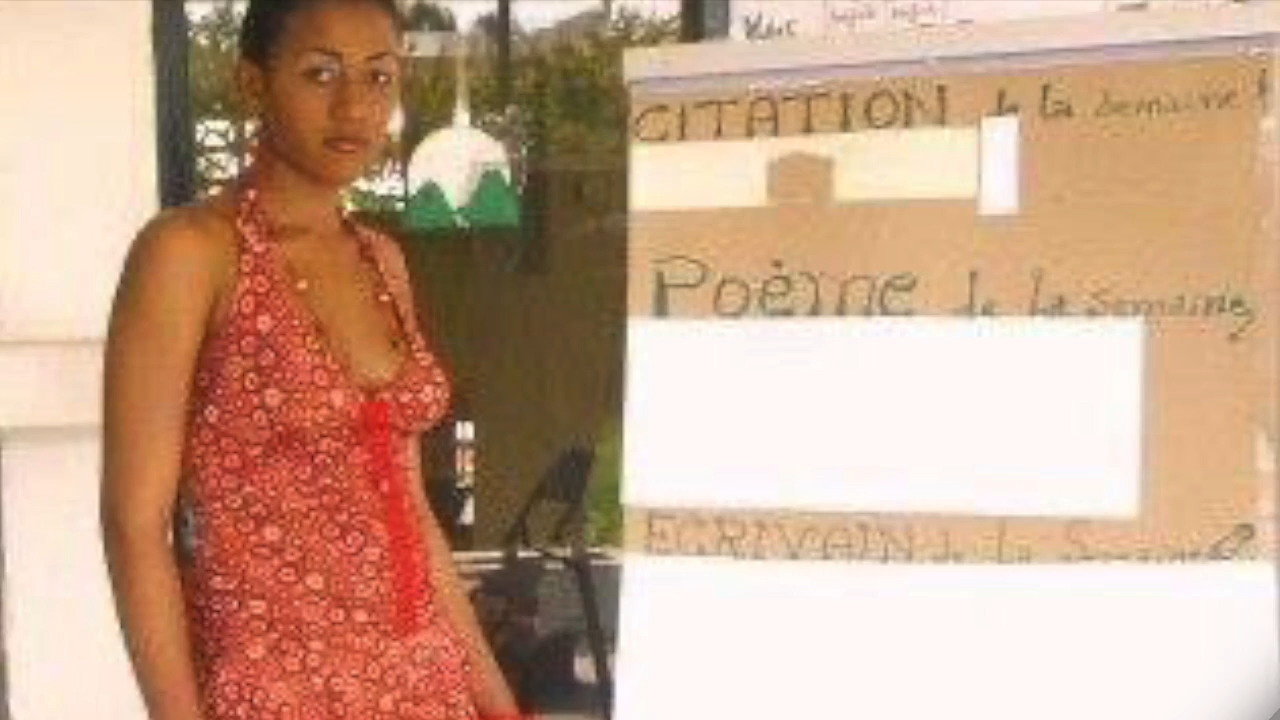 CITATION de la semaine !
Poème de la semaine
ECRIVAIN de la Semaine